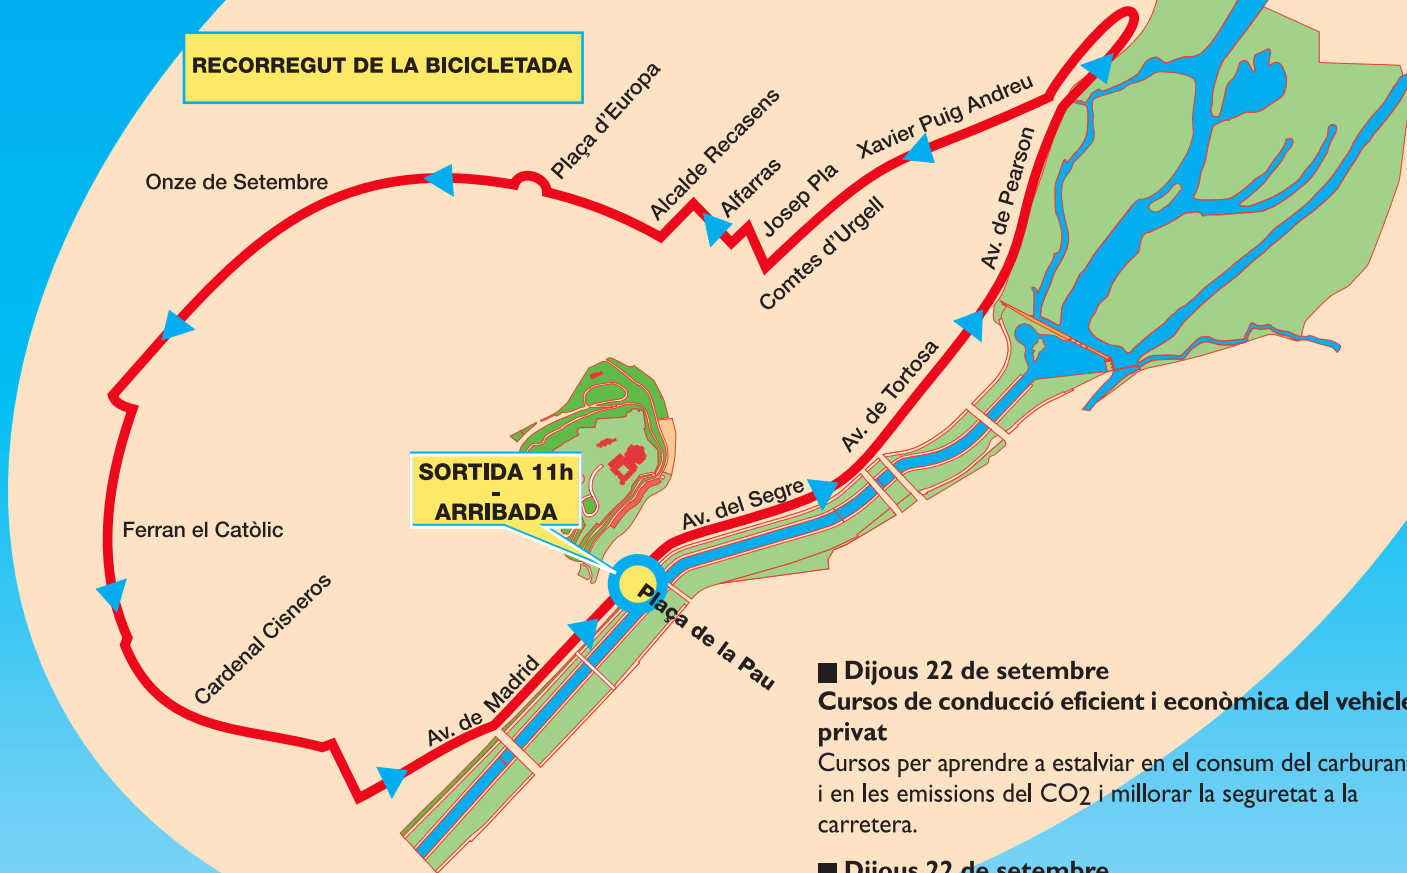 RECORREGUT DE LA BICICLETADA
Plaça d'Europa
Alcalde Recasens
Alfarras
Josep Pla
Xavier Puig Andreu
Comtes d'Urgell
Av. de Pearson
Onze de Setembre
Av. de Tortosa
SORTIDA 11h
-
ARRIBADA
Av. del Segre
Ferran el Catòlic
Cardenal Cisneros
Plaça de la Pau
Av. de Madrid
■ Dijous 22 de setembre
Cursos de conducció eficient i econòmica del vehicle
privat
Cursos per aprendre a estalviar en el consum del carburan
i en les emissions del CO2 i millorar la seguretat a la
carretera.
■ Dijous 22 de setembre